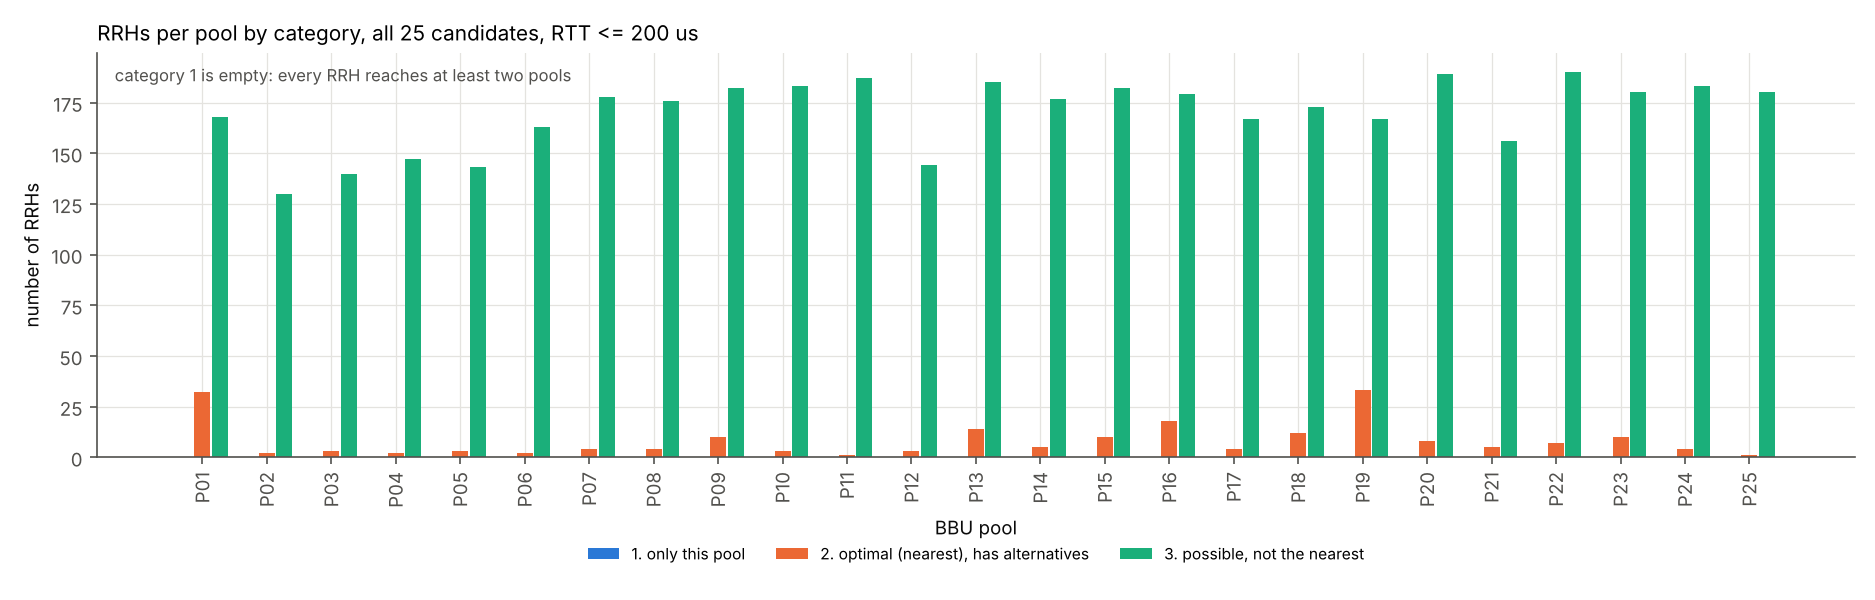 RRHs per pool by category, all 25 candidates, RTT <= 200 us
category 1 is empty: every RRH reaches at least two pools
number of RRHs
175
150
125
100
75
50
25
0
P01 P02 P03 P04 P05 P06 P07 P08 P09 P10 P11 P12 P13 P14 P15 P16 P17 P18 P19 P20 P21 P22 P23 P24 P25
BBU pool
1. only this pool 2. optimal (nearest), has alternatives 3. possible, not the nearest